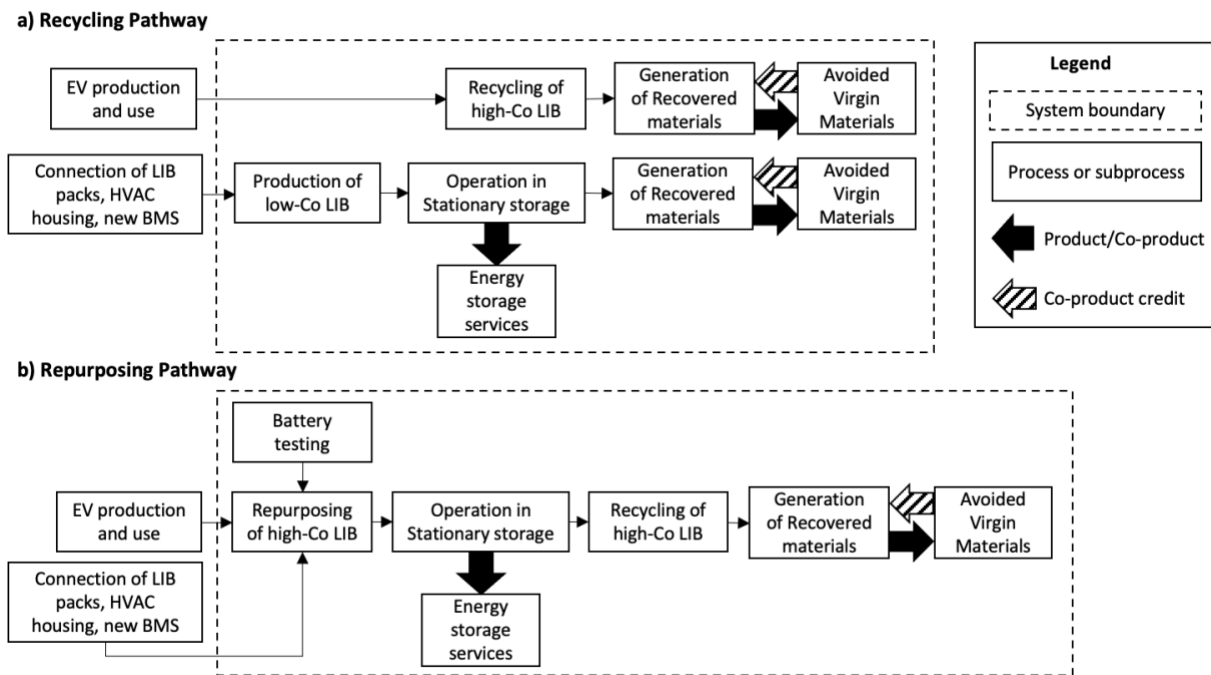 a) Recycling Pathway
EV production
and use
Recycling of
high-Co LIB
Generation
of Recovered
materials
Avoided
Virgin
Materials
Connection of LIB
packs, HVAC
housing, new BMS
Production of
low-Co LIB
Operation in
Stationary storage
Generation
of Recovered
materials
Avoided
Virgin
Materials
Energy
storage
services
Legend
System boundary
Process or subprocess
Product/Co-product
Co-product credit
b) Repurposing Pathway
Battery
testing
EV production
and use
Repurposing
of high-Co LIB
Operation in
Stationary storage
Recycling of
high-Co LIB
Generation
of Recovered
materials
Avoided
Virgin
Materials
Connection of LIB
packs, HVAC
housing, new BMS
Energy
storage
services